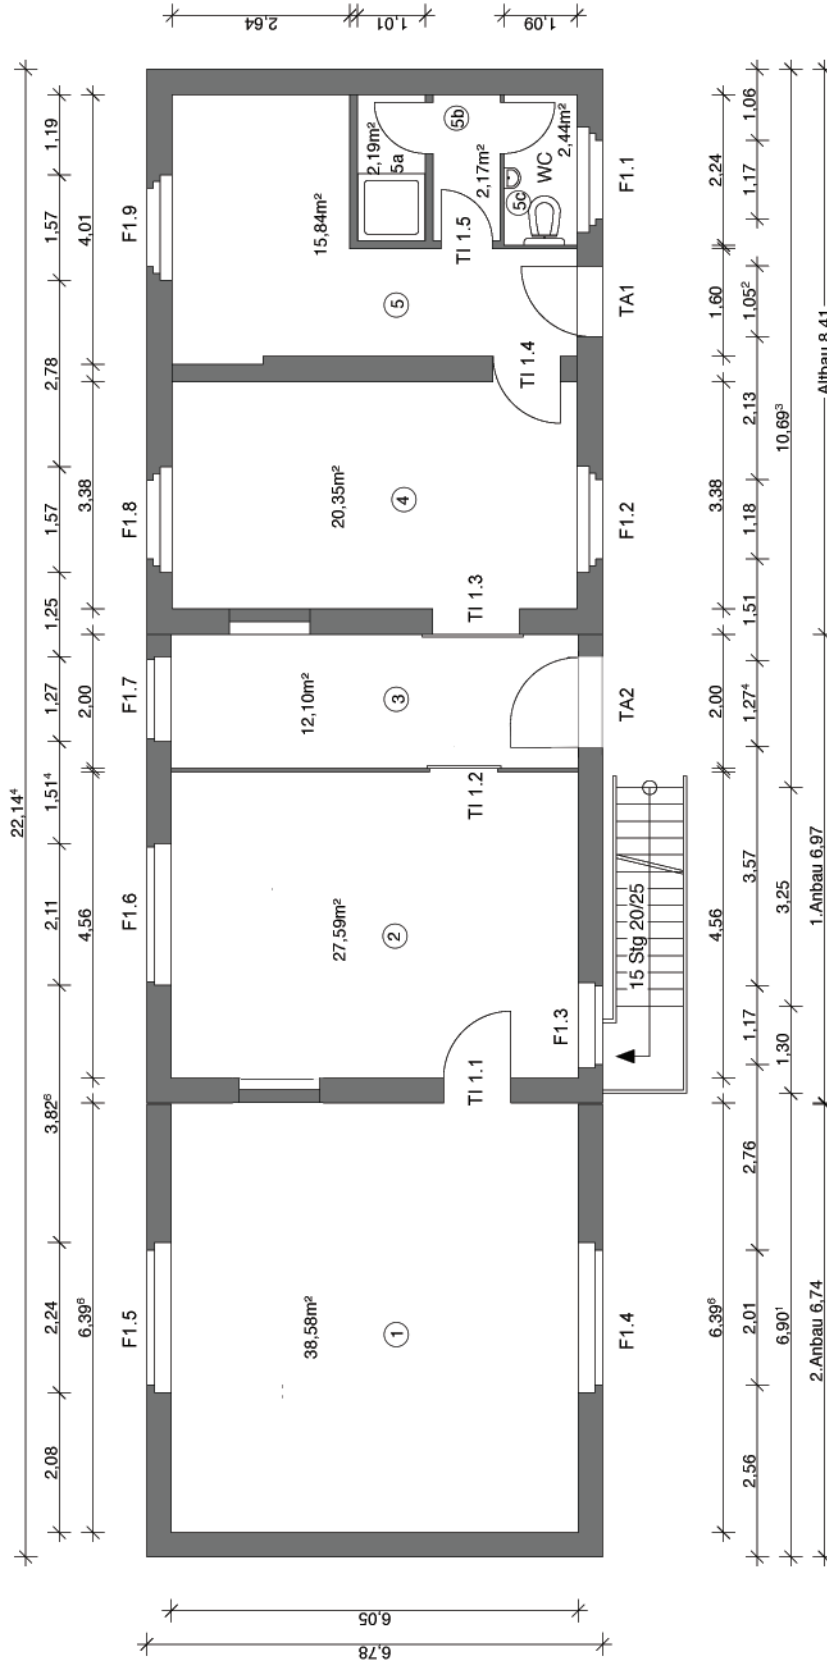 22,14⁴
2,08
2,24
3,82⁶
2,11
1,51⁴
1,27
1,25
1,57
2,78
1,57
1,19
6,39⁶
4,56
2,00
3,38
4,01
F1.5
F1.6
F1.7
F1.8
F1.9
2,64
1,01
1,09
6,05
6,78
38,58m²
1
27,59m²
2
12,10m²
3
20,35m²
4
15,84m²
5
2,19m²
5a
5b
2,17m²
5c
WC
2,44m²
TI 1.1
TI 1.2
TI 1.3
TI 1.4
TI 1.5
F1.3
15 Stg 20/25
F1.4
TA2
F1.2
TA1
F1.1
6,39⁶
4,56
2,00
3,38
1,60
2,24
2,56
2,01
2,76
1,17
3,57
1,27⁴
1,51
1,18
2,13
1,05²
1,17
1,06
6,90¹
1,30
3,25
10,69³
2.Anbau 6,74
1.Anbau 6,97
Altbau 8,41